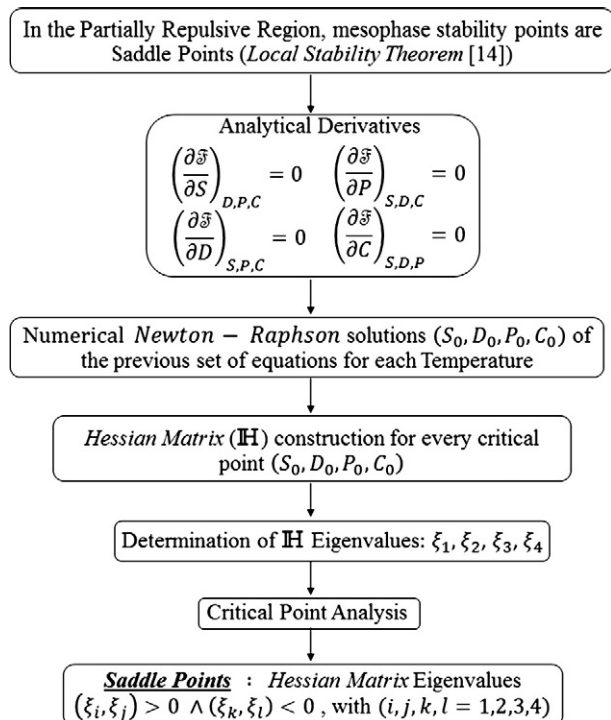 In the Partially Repulsive Region, mesophase stability points are
Saddle Points (Local Stability Theorem [14])
Analytical Derivatives
(∂𝔉/∂S)_{D,P,C} = 0 (∂𝔉/∂P)_{S,D,C} = 0
(∂𝔉/∂D)_{S,P,C} = 0 (∂𝔉/∂C)_{S,D,P} = 0
Numerical Newton − Raphson solutions (S₀, D₀, P₀, C₀) of
the previous set of equations for each Temperature
Hessian Matrix (ℍ) construction for every critical
point (S₀, D₀, P₀, C₀)
Determination of ℍ Eigenvalues: ξ₁, ξ₂, ξ₃, ξ₄
Critical Point Analysis
Saddle Points : Hessian Matrix Eigenvalues
(ξᵢ, ξⱼ) > 0 ∧ (ξₖ, ξₗ) < 0 , with (i, j, k, l = 1,2,3,4)